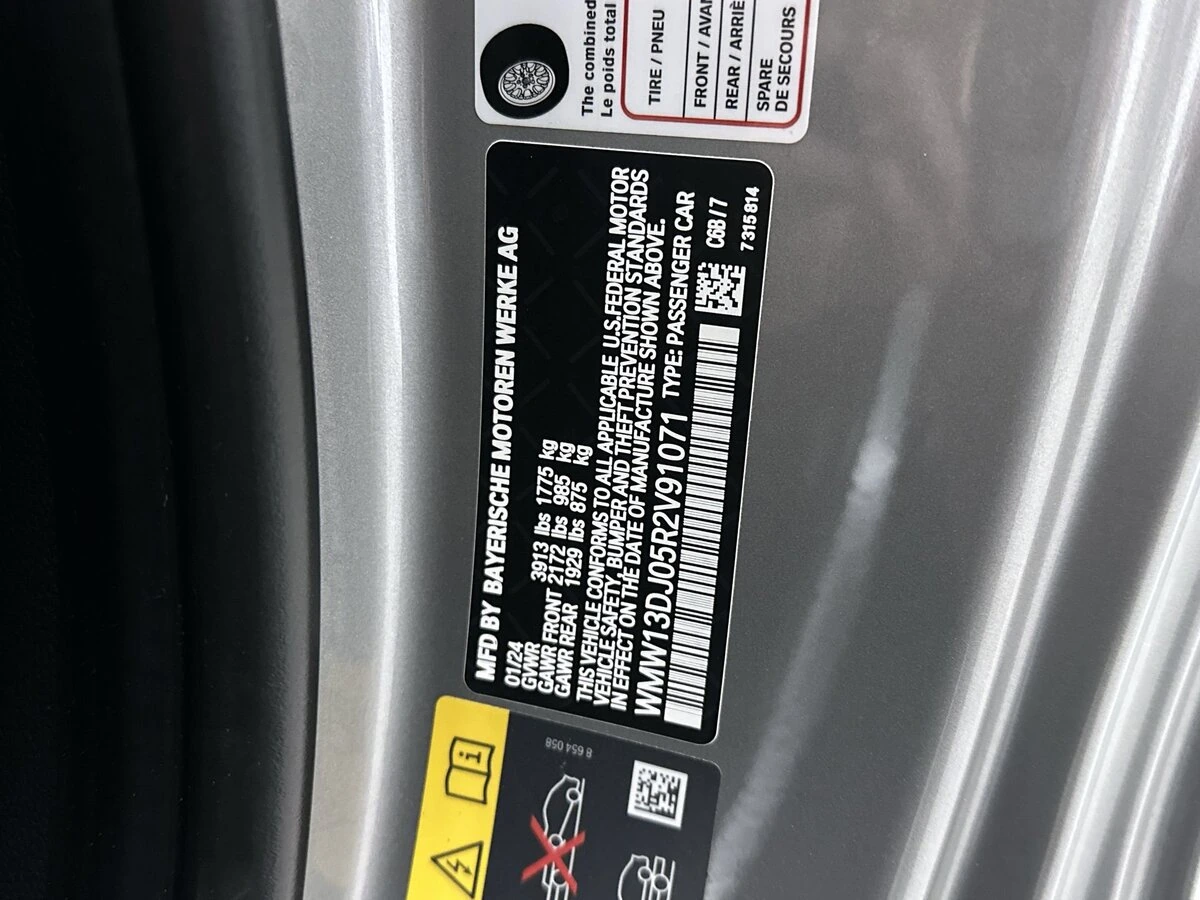 The combined
Le poids total
TIRE / PNEU
FRONT / AVAN
REAR / ARRIÈ
SPARE
DE SECOURS
MFD BY BAYERISCHE MOTOREN WERKE AG
01/24
GVWR 3913 lbs 1775 kg
GAWR FRONT 2172 lbs 985 kg
GAWR REAR 1929 lbs 875 kg
THIS VEHICLE CONFORMS TO ALL APPLICABLE U.S.FEDERAL MOTOR
VEHICLE SAFETY, BUMPER AND THEFT PREVENTION STANDARDS
IN EFFECT ON THE DATE OF MANUFACTURE SHOWN ABOVE.
WMW13DJ05R2V91071 TYPE: PASSENGER CAR
C6B / 7
7 315 814
8 654 058